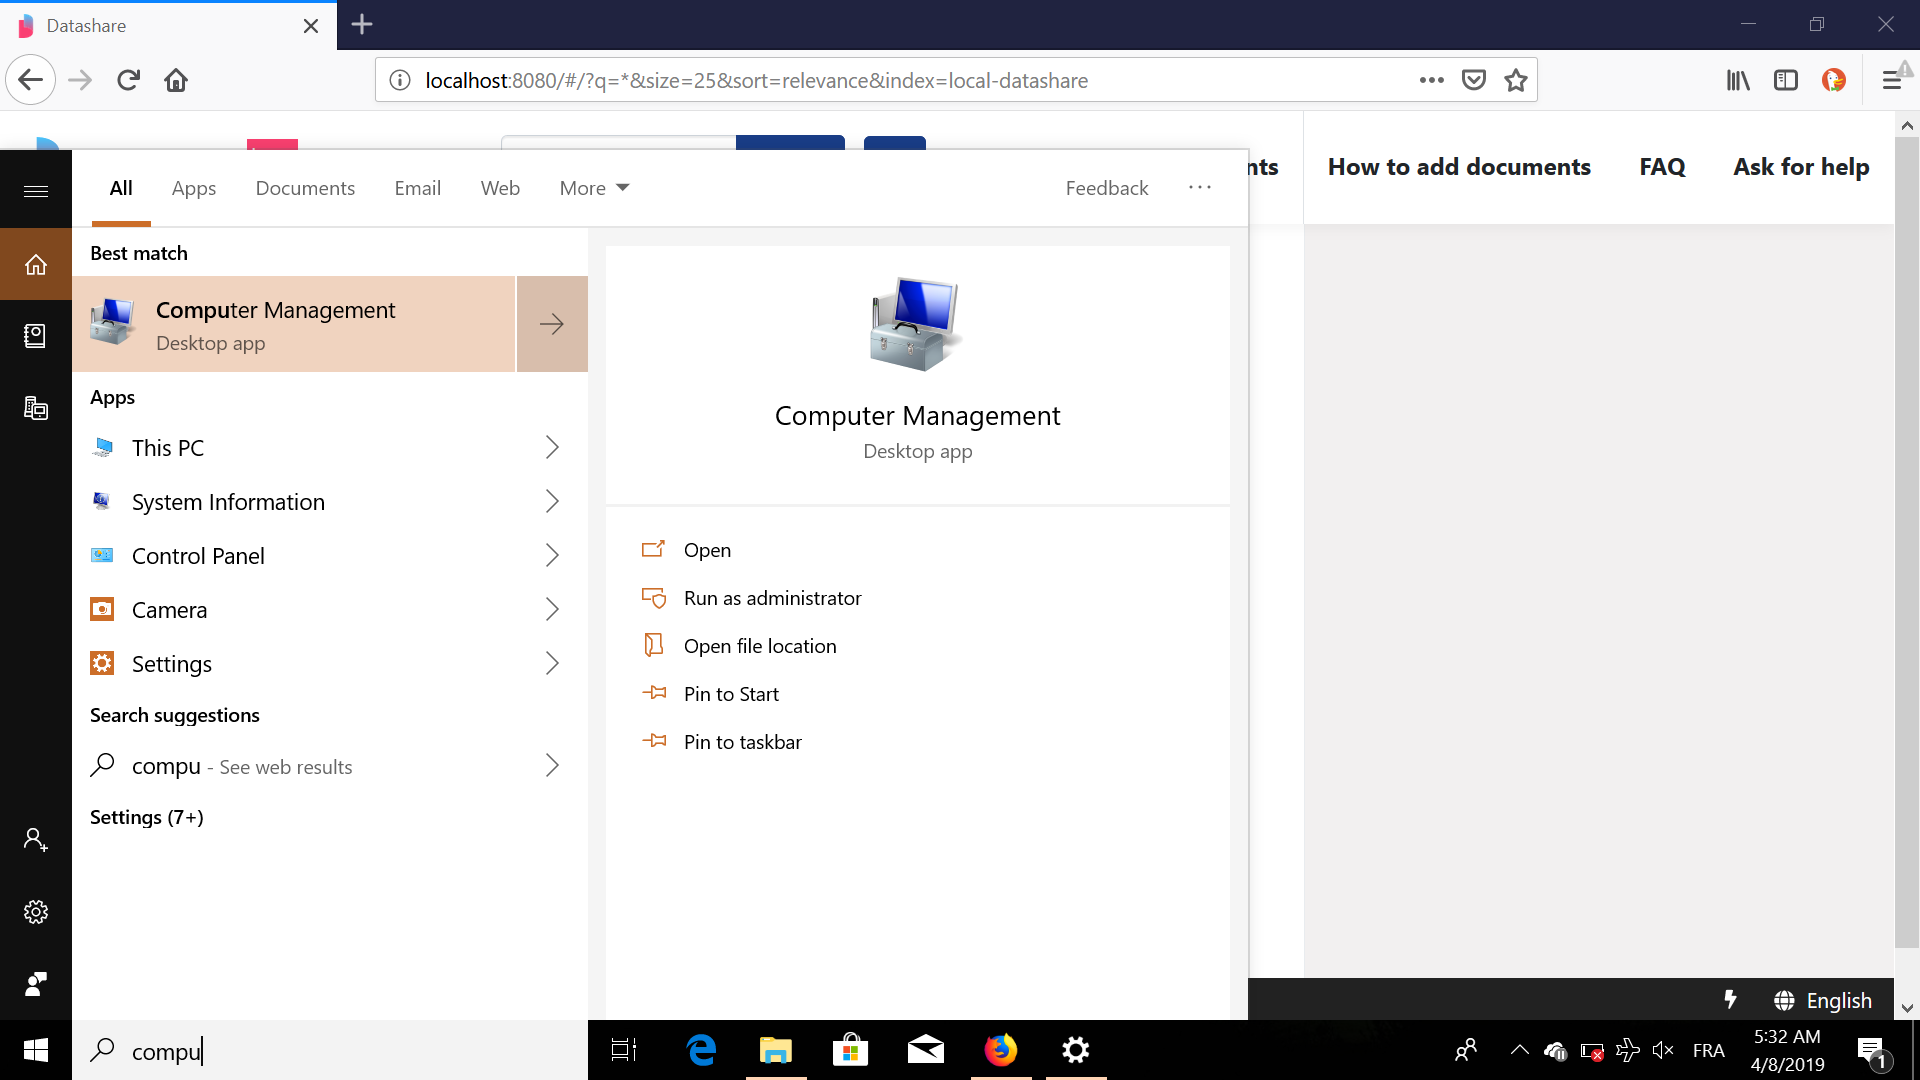 Datashare
localhost:8080/#/?q=*&size=25&sort=relevance&index=local-datashare
nts How to add documents FAQ Ask for help
All Apps Documents Email Web More Feedback
Best match
Computer Management
Desktop app
Apps
This PC
System Information
Control Panel
Camera
Settings
Search suggestions
compu - See web results
Settings (7+)
Computer Management
Desktop app
Open
Run as administrator
Open file location
Pin to Start
Pin to taskbar
English
compu
FRA
5:32 AM
4/8/2019
1